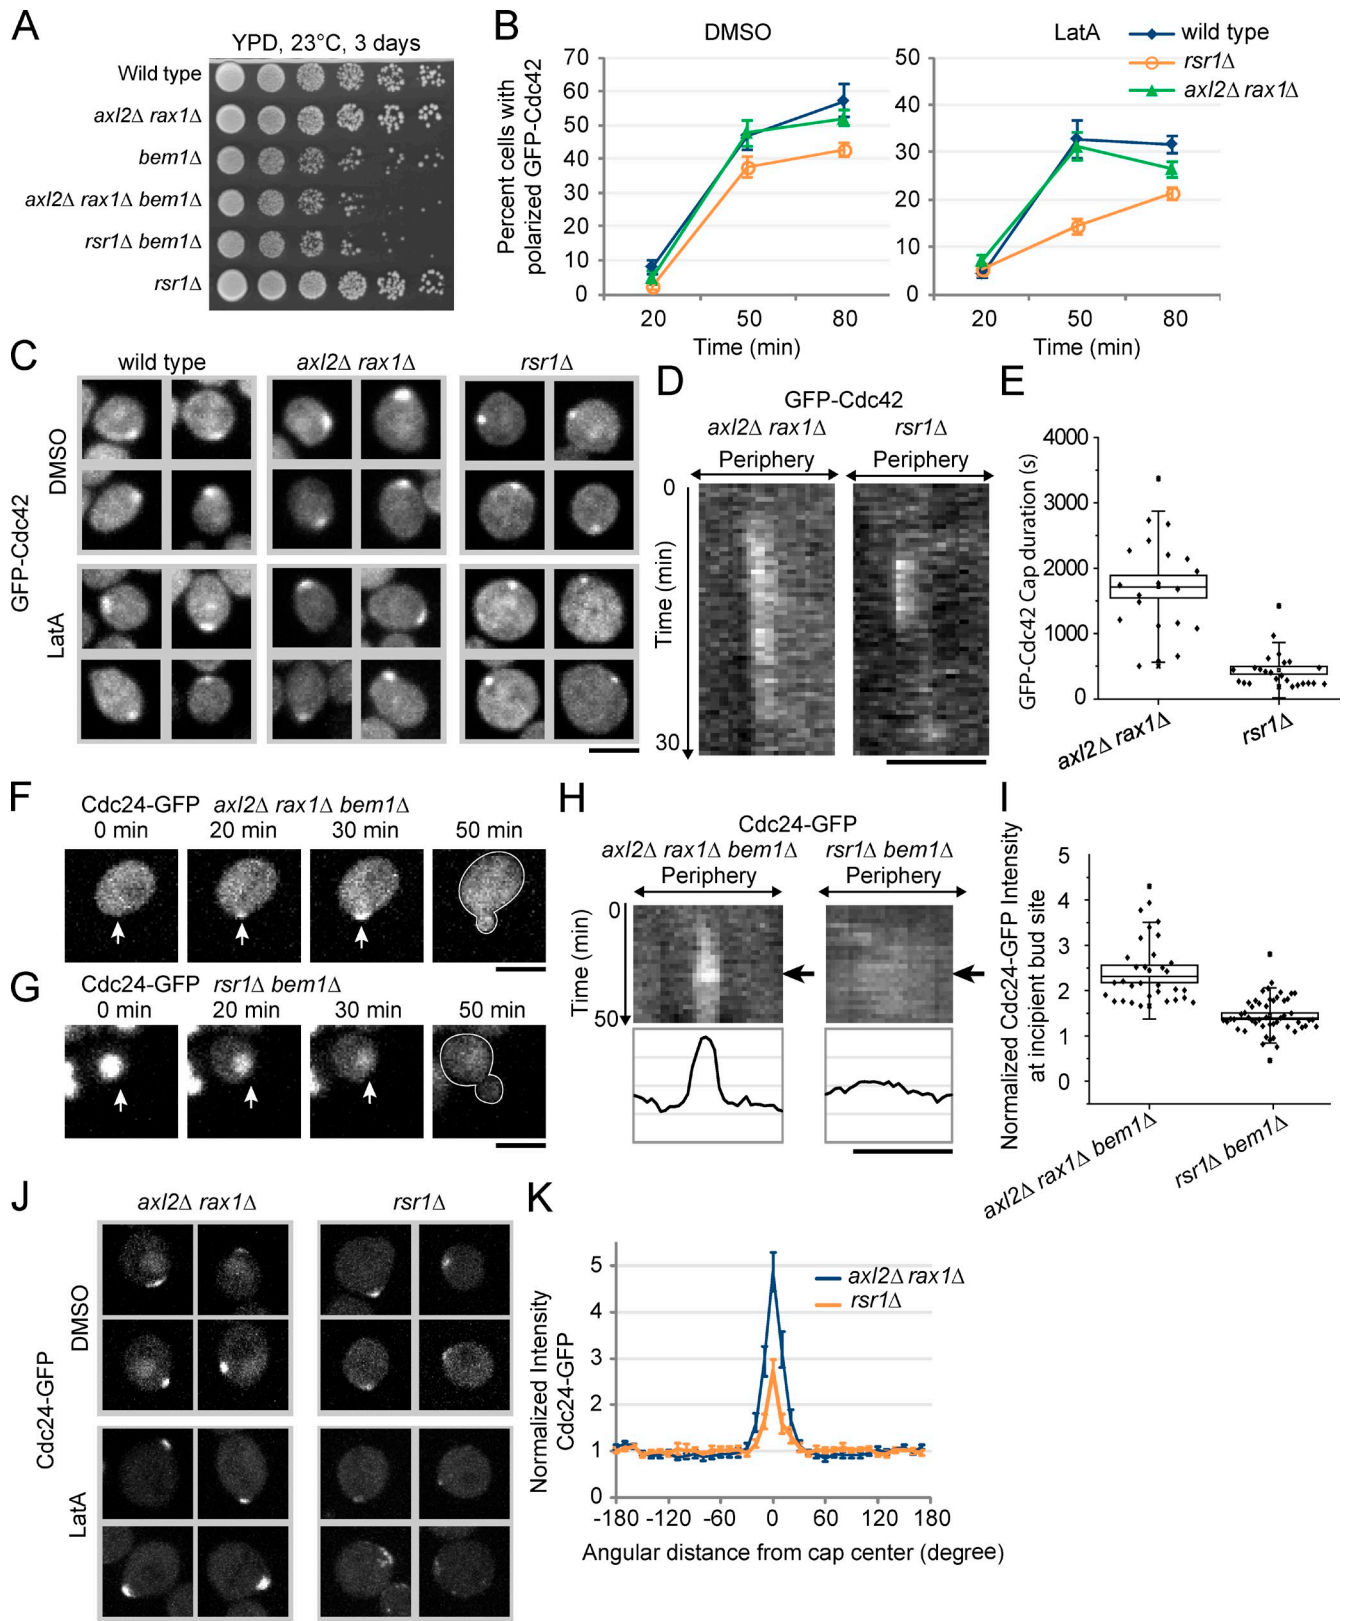 A
YPD, 23°C, 3 days
Wild type
axl2Δ rax1Δ
bem1Δ
axl2Δ rax1Δ bem1Δ
rsr1Δ bem1Δ
rsr1Δ
B
DMSO
LatA
wild type
rsr1Δ
axl2Δ rax1Δ
Percent cells with
polarized GFP-Cdc42
70
60
50
40
30
20
10
0
20
50
80
Time (min)
50
40
30
20
10
0
20
50
80
Time (min)
C
wild type
axl2Δ rax1Δ
rsr1Δ
GFP-Cdc42
DMSO
LatA
D
GFP-Cdc42
axl2Δ rax1Δ
rsr1Δ
Periphery
Periphery
0
Time (min)
30
E
GFP-Cdc42 Cap duration (s)
4000
3000
2000
1000
0
axl2Δ rax1Δ
rsr1Δ
F
Cdc24-GFP axl2Δ rax1Δ bem1Δ
0 min
20 min
30 min
50 min
G
Cdc24-GFP rsr1Δ bem1Δ
0 min
20 min
30 min
50 min
H
Cdc24-GFP
axl2Δ rax1Δ bem1Δ
rsr1Δ bem1Δ
Periphery
Periphery
0
Time (min)
50
I
Normalized Cdc24-GFP Intensity
at incipient bud site
5
4
3
2
1
0
axl2Δ rax1Δ bem1Δ
rsr1Δ bem1Δ
J
axl2Δ rax1Δ
rsr1Δ
Cdc24-GFP
DMSO
LatA
K
Normalized Intensity
Cdc24-GFP
5
4
3
2
1
0
axl2Δ rax1Δ
rsr1Δ
-180
-120
-60
0
60
120
180
Angular distance from cap center (degree)